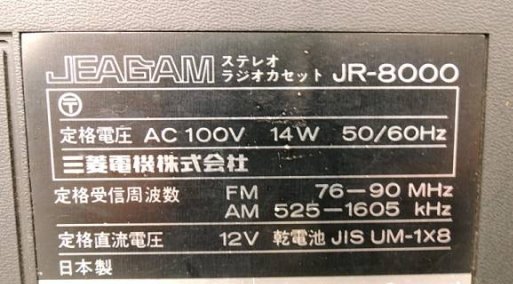 JEAGAM ステレオ ラジオカセット JR-8000
〒
定格電圧 AC 100V 14W 50/60Hz
三菱電機株式会社
定格受信周波数 FM 76-90 MHz
AM 525-1605 kHz
定格直流電圧 12V 乾電池 JIS UM-1X8
日本製